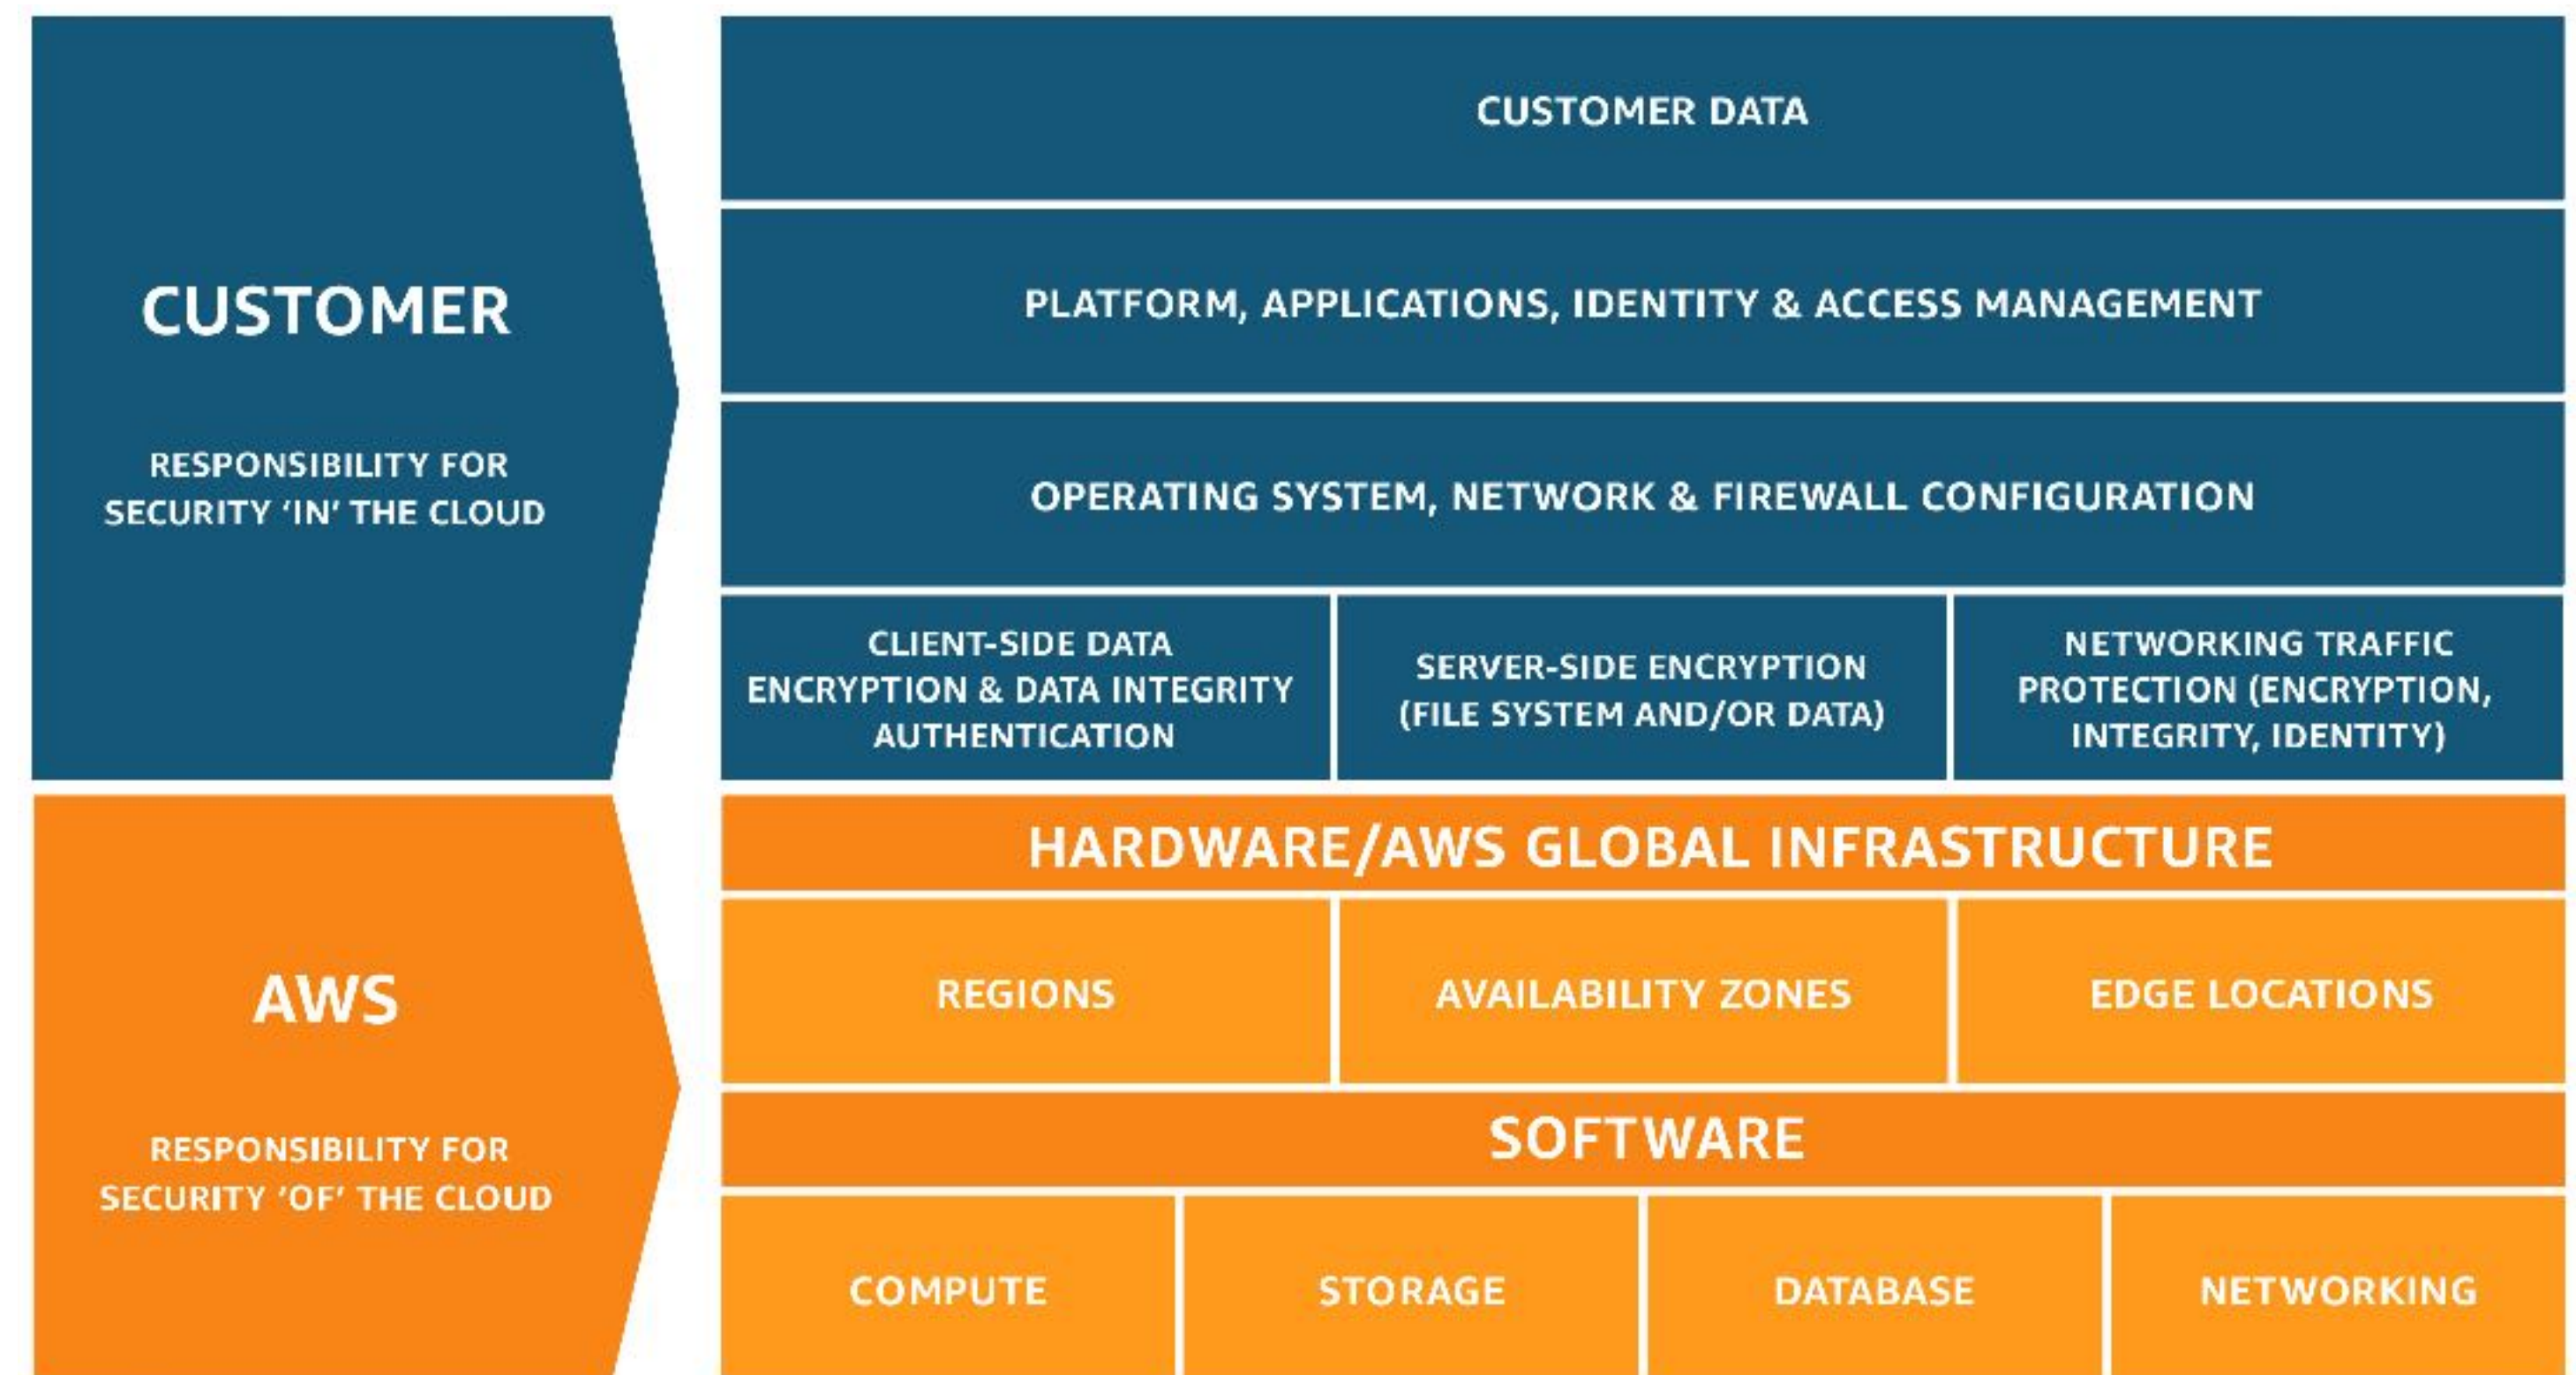 CUSTOMER
RESPONSIBILITY FOR
SECURITY ‘IN’ THE CLOUD
CUSTOMER DATA
PLATFORM, APPLICATIONS, IDENTITY & ACCESS MANAGEMENT
OPERATING SYSTEM, NETWORK & FIREWALL CONFIGURATION
CLIENT-SIDE DATA
ENCRYPTION & DATA INTEGRITY
AUTHENTICATION
SERVER-SIDE ENCRYPTION
(FILE SYSTEM AND/OR DATA)
NETWORKING TRAFFIC
PROTECTION (ENCRYPTION,
INTEGRITY, IDENTITY)
AWS
RESPONSIBILITY FOR
SECURITY ‘OF’ THE CLOUD
HARDWARE/AWS GLOBAL INFRASTRUCTURE
REGIONS
AVAILABILITY ZONES
EDGE LOCATIONS
SOFTWARE
COMPUTE
STORAGE
DATABASE
NETWORKING